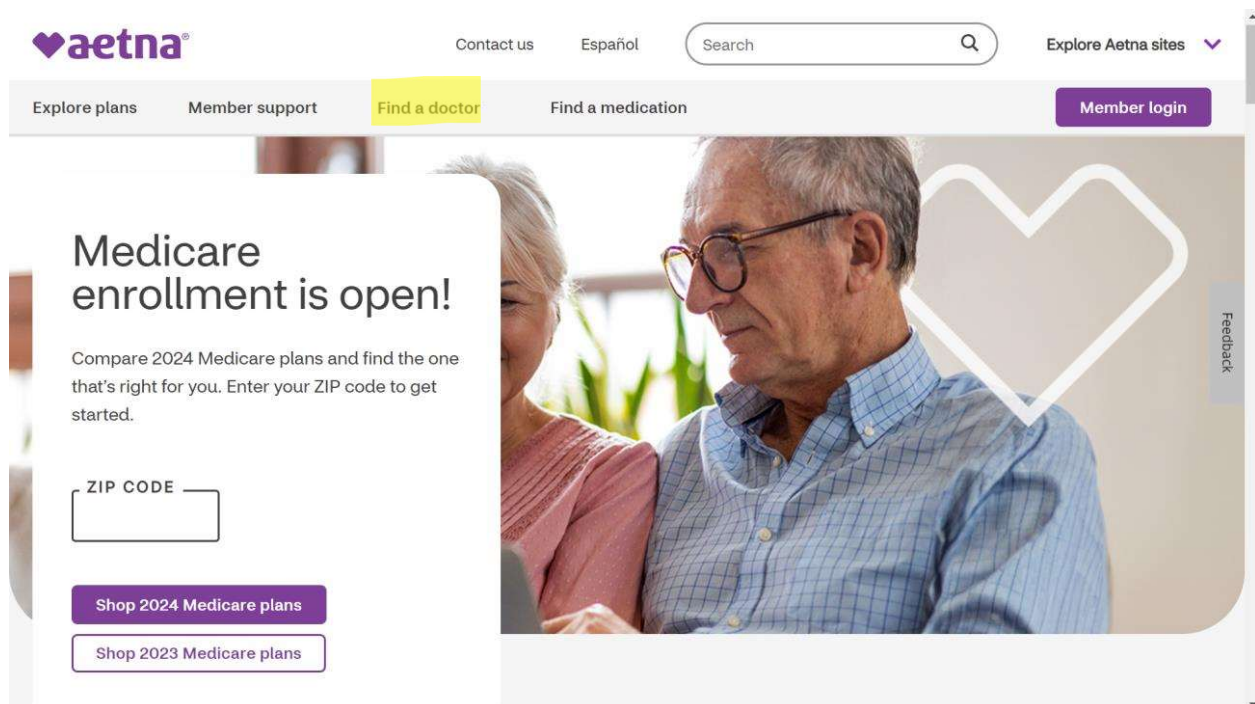 aetna®
Contact us
Español
Search
Explore Aetna sites
Explore plans
Member support
Find a doctor
Find a medication
Member login
Medicare
enrollment is open!
Compare 2024 Medicare plans and find the one
that's right for you. Enter your ZIP code to get
started.
ZIP CODE
Shop 2024 Medicare plans
Shop 2023 Medicare plans
Feedback